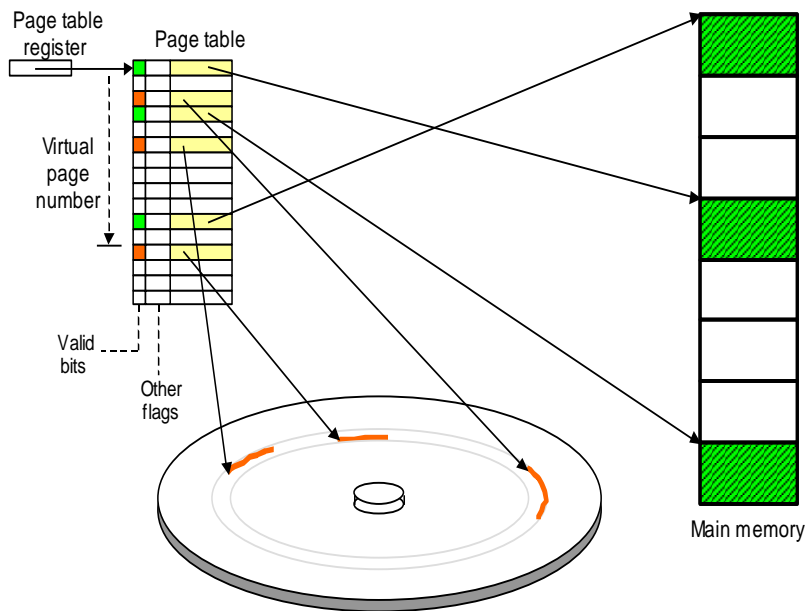 Page table
register
Page table
Virtual
page
number
Valid
bits
Other
flags
Main memory